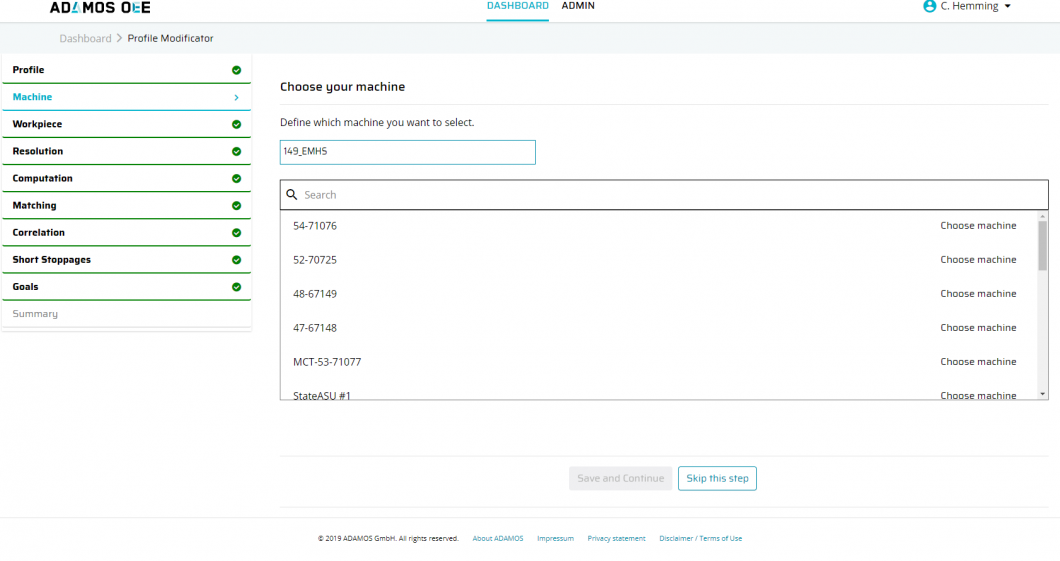 ADAMOS OEE
DASHBOARD ADMIN
C. Hemming
Dashboard > Profile Modificator
Profile
Machine
Workpiece
Resolution
Computation
Matching
Correlation
Short Stoppages
Goals
Summary
Choose your machine
Define which machine you want to select.
149_EMH5
Search
54-71076 Choose machine
52-70725 Choose machine
48-67149 Choose machine
47-67148 Choose machine
MCT-53-71077 Choose machine
StateASU #1 Choose machine
Save and Continue Skip this step
© 2019 ADAMOS GmbH. All rights reserved. About ADAMOS Impressum Privacy statement Disclaimer / Terms of Use